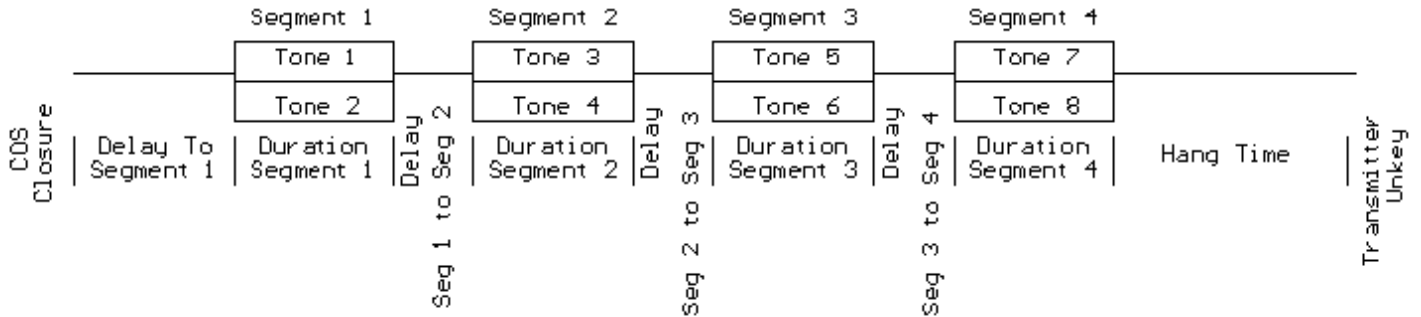 Segment 1
Segment 2
Segment 3
Segment 4
Tone 1
Tone 3
Tone 5
Tone 7
Tone 2
Tone 4
Tone 6
Tone 8
COS
Closure
Delay To
Segment 1
Duration
Segment 1
Delay
Seg 1 to Seg 2
Duration
Segment 2
Delay
Seg 2 to Seg 3
Duration
Segment 3
Delay
Seg 3 to Seg 4
Duration
Segment 4
Hang Time
Transmitter
Unkey